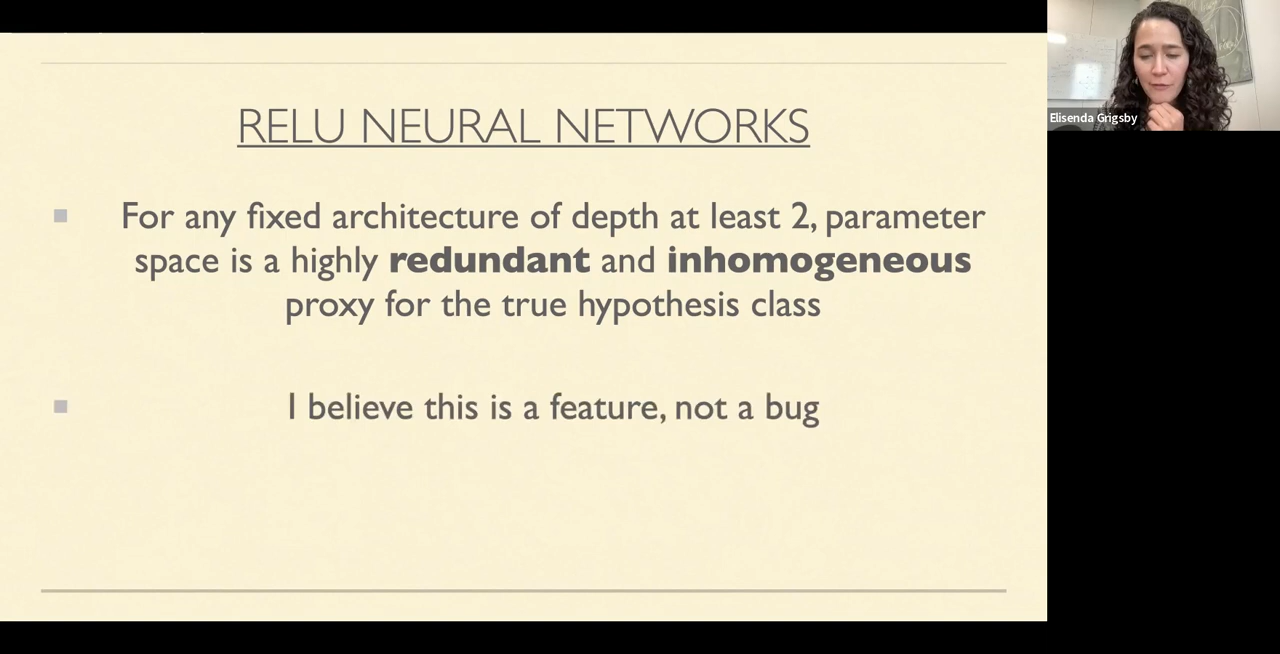 RELU NEURAL NETWORKS
For any fixed architecture of depth at least 2, parameter
space is a highly redundant and inhomogeneous
proxy for the true hypothesis class
I believe this is a feature, not a bug
Elisenda Grigsby